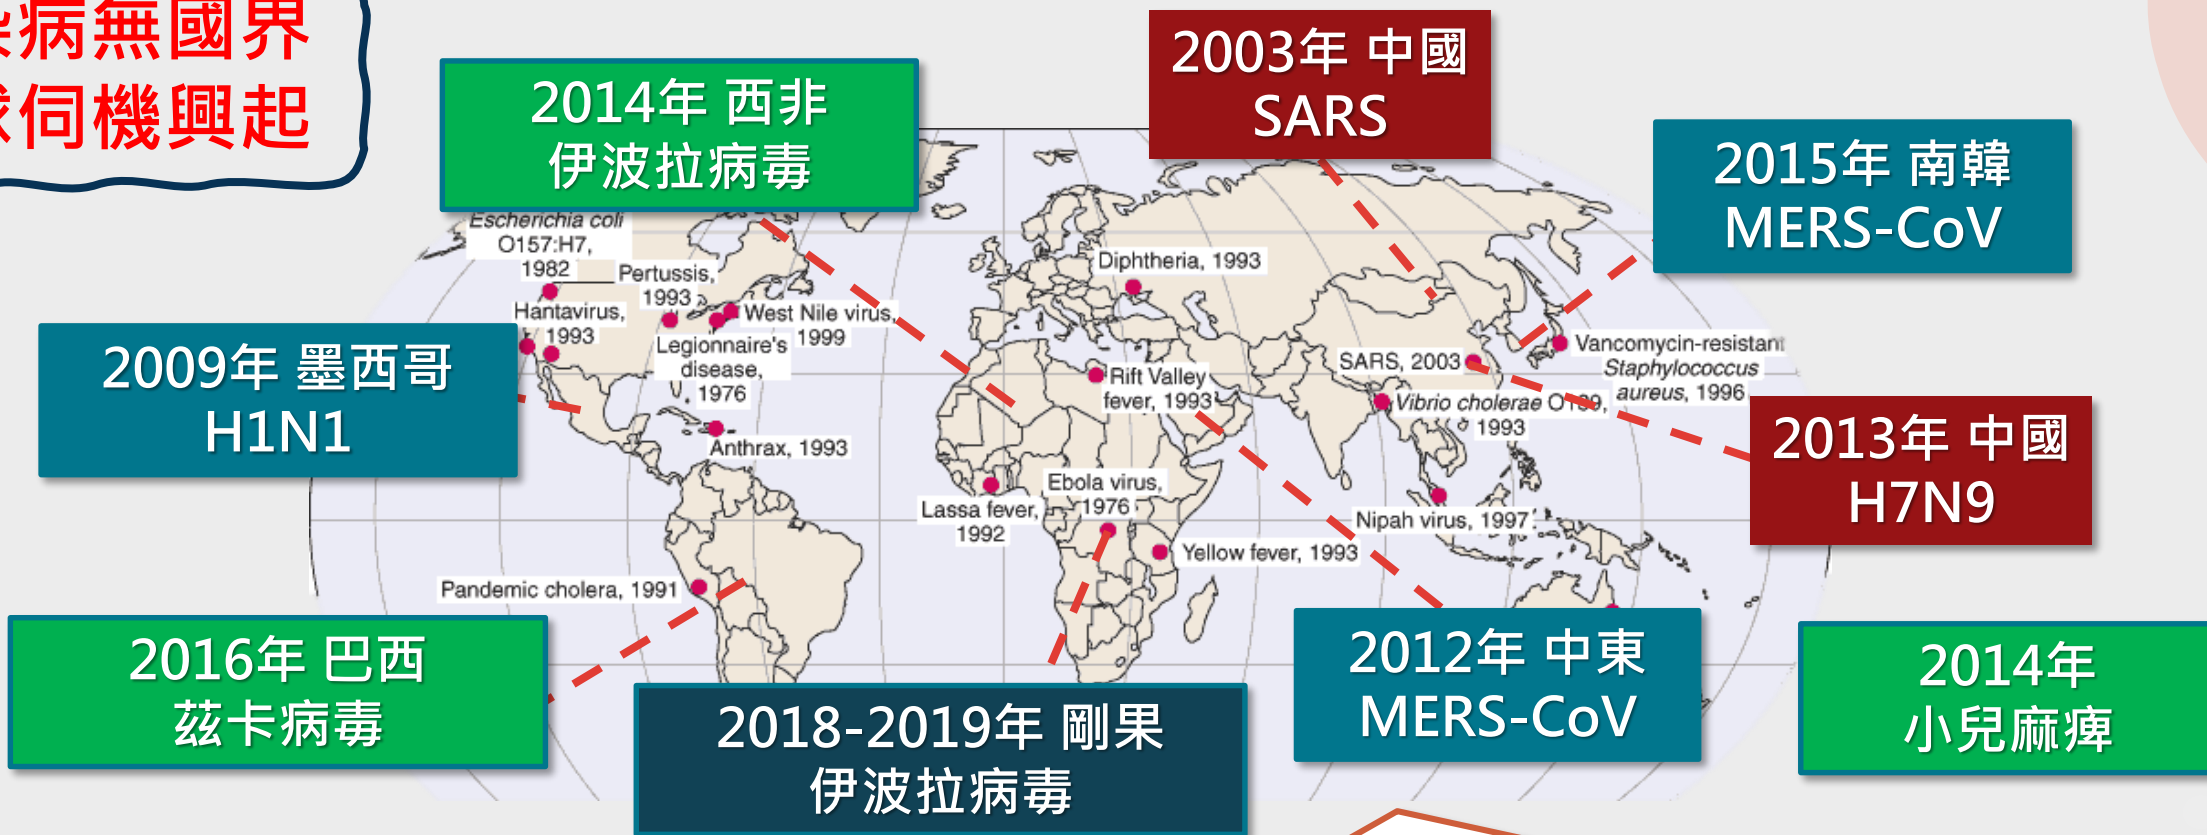 病無國界
伺機興起
2003年 中國
SARS
2014年 西非
伊波拉病毒
2015年 南韓
MERS-CoV
Escherichia coli
O157:H7,
1982
Pertussis,
1993
Diphtheria, 1993
Hantavirus,
1993
West Nile virus,
1999
Legionnaire's
disease,
1976
2009年 墨西哥
H1N1
SARS, 2003
Vancomycin-resistant
Staphylococcus
aureus, 1996
Rift Valley
fever, 1993
Vibrio cholerae O139,
1993
Anthrax, 1993
2013年 中國
H7N9
Ebola virus,
1976
Lassa fever,
1992
Nipah virus, 1997
Yellow fever, 1993
Pandemic cholera, 1991
2016年 巴西
茲卡病毒
2012年 中東
MERS-CoV
2014年
小兒麻痺
2018-2019年 剛果
伊波拉病毒